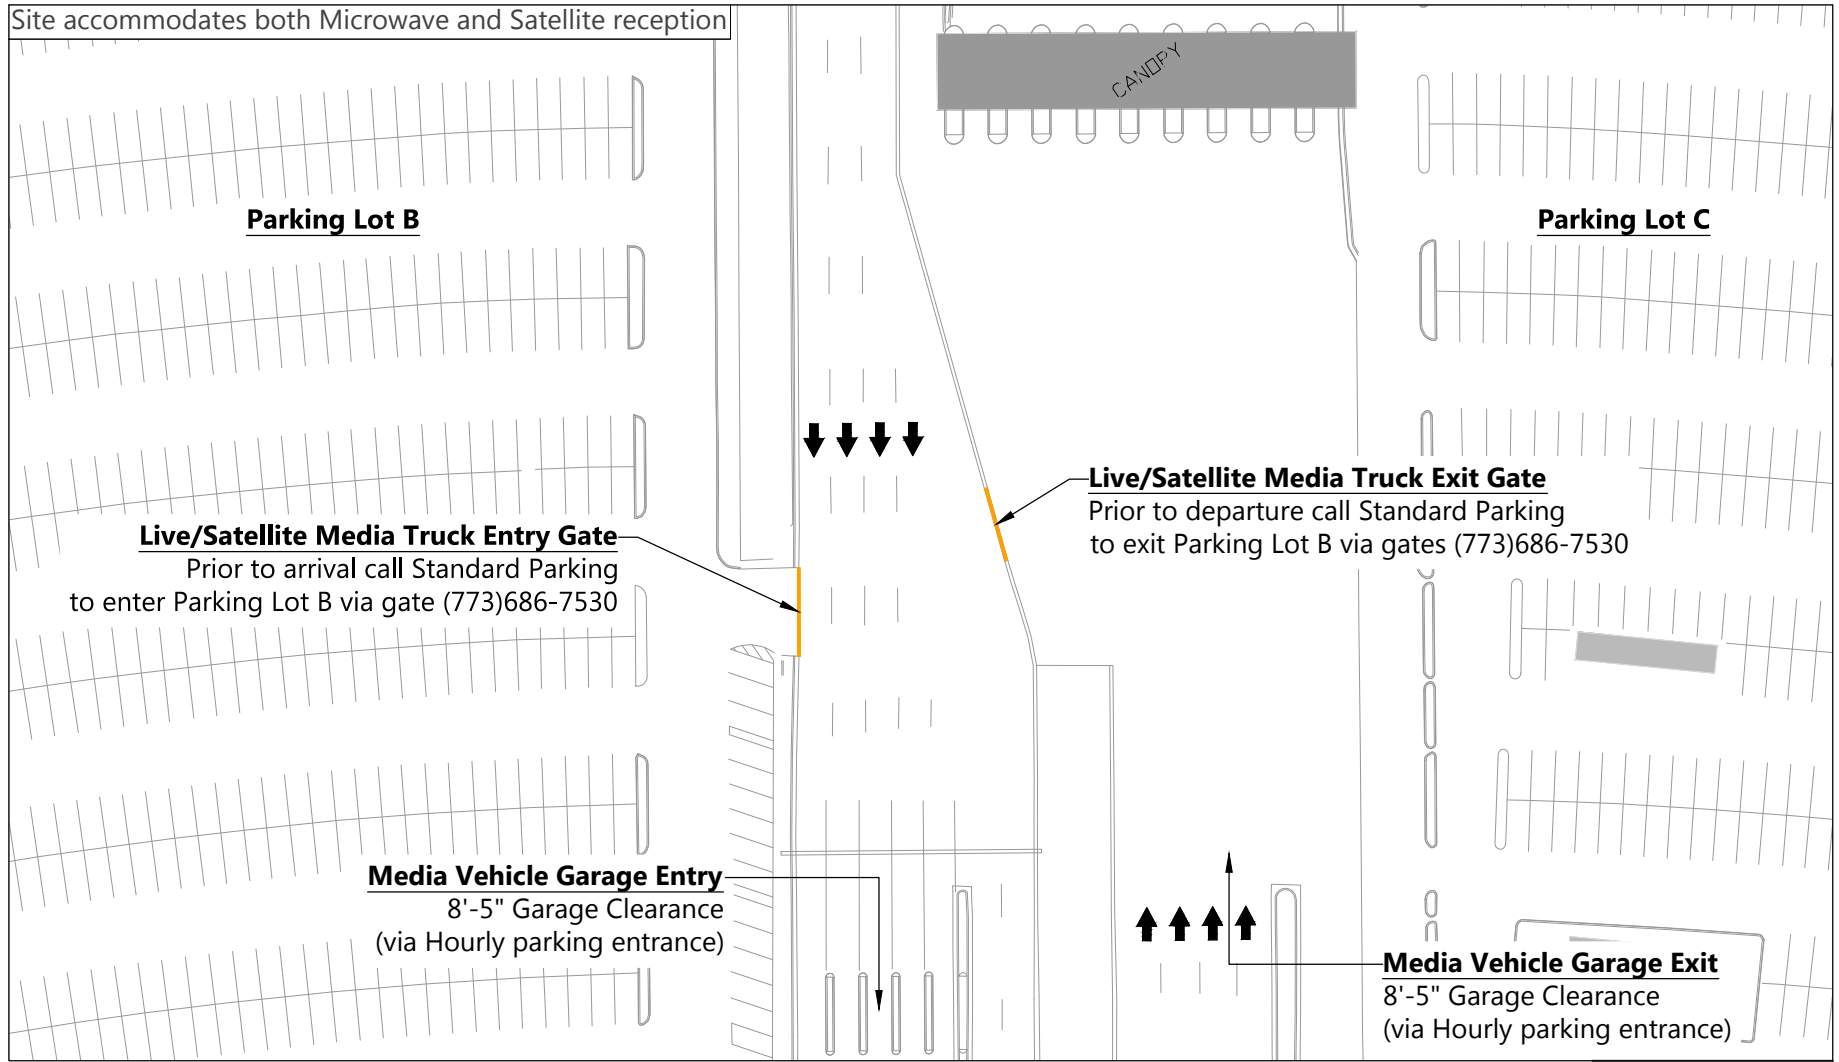 Site accommodates both Microwave and Satellite reception
CANOPY
Parking Lot B
Parking Lot C
Live/Satellite Media Truck Exit Gate
Prior to departure call Standard Parking
to exit Parking Lot B via gates (773)686-7530
Live/Satellite Media Truck Entry Gate
Prior to arrival call Standard Parking
to enter Parking Lot B via gate (773)686-7530
Media Vehicle Garage Entry
8'-5" Garage Clearance
(via Hourly parking entrance)
Media Vehicle Garage Exit
8'-5" Garage Clearance
(via Hourly parking entrance)